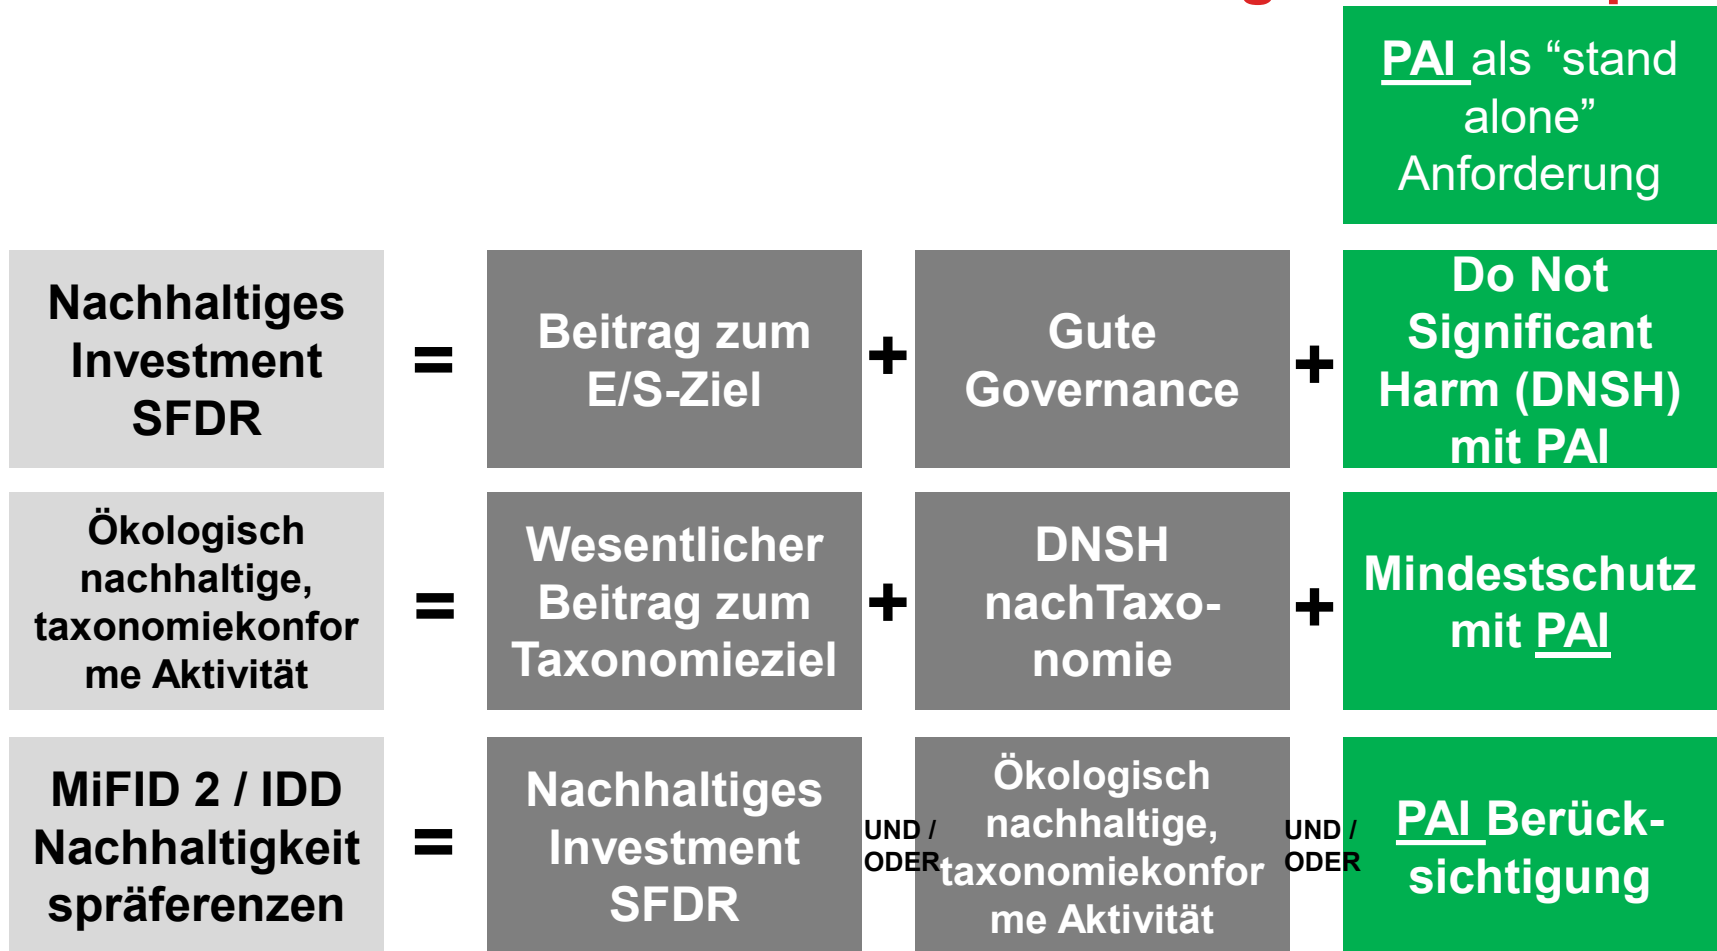 PAI als “stand
alone”
Anforderung
Nachhaltiges
Investment
SFDR
=
Beitrag zum
E/S-Ziel
+
Gute
Governance
+
Do Not
Significant
Harm (DNSH)
mit PAI
Ökologisch
nachhaltige,
taxonomiekonfor
me Aktivität
=
Wesentlicher
Beitrag zum
Taxonomieziel
+
DNSH
nachTaxo-
nomie
+
Mindestschutz
mit PAI
MiFID 2 / IDD
Nachhaltigkeit
spräferenzen
=
Nachhaltiges
Investment
SFDR
UND /
ODER
Ökologisch
nachhaltige,
taxonomiekonfor
me Aktivität
UND /
ODER
PAI Berück-
sichtigung